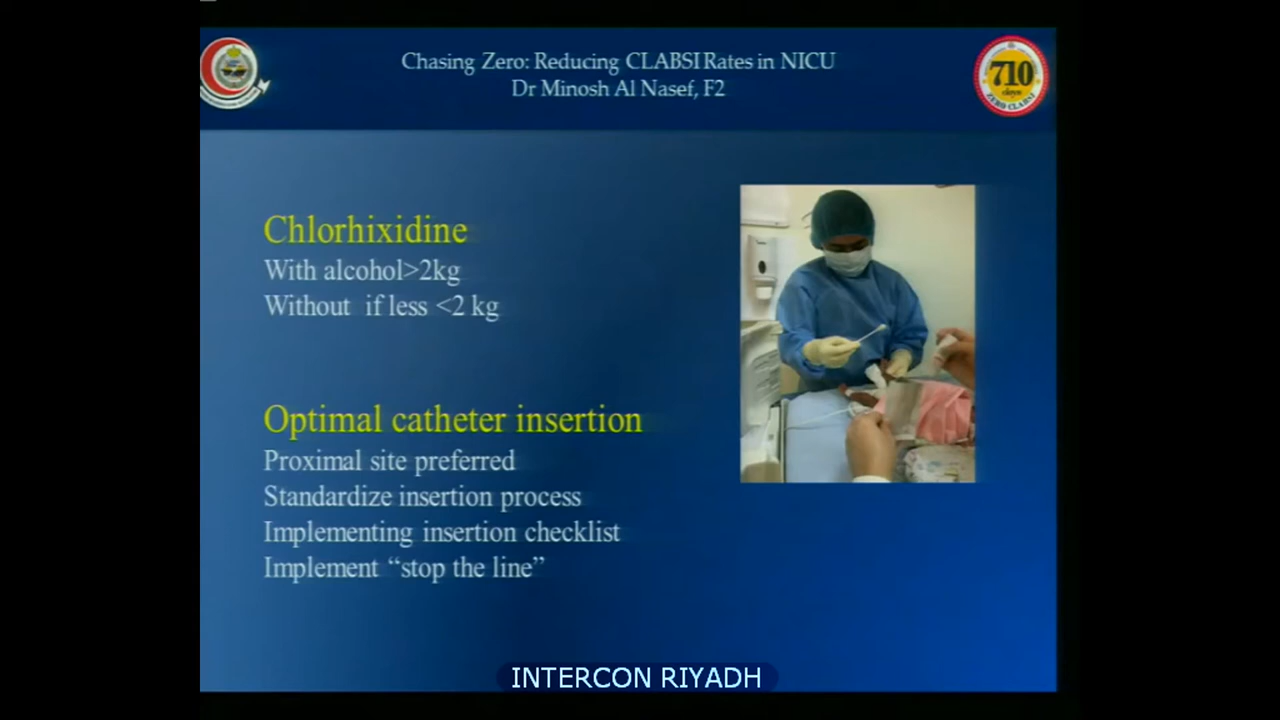 Chasing Zero: Reducing CLABSI Rates in NICU
Dr Minosh Al Nasef, F2
710
days
ZERO CLABSI
Chlorhixidine
With alcohol>2kg
Without if less <2 kg
Optimal catheter insertion
Proximal site preferred
Standardize insertion process
Implementing insertion checklist
Implement “stop the line”
INTERCON RIYADH